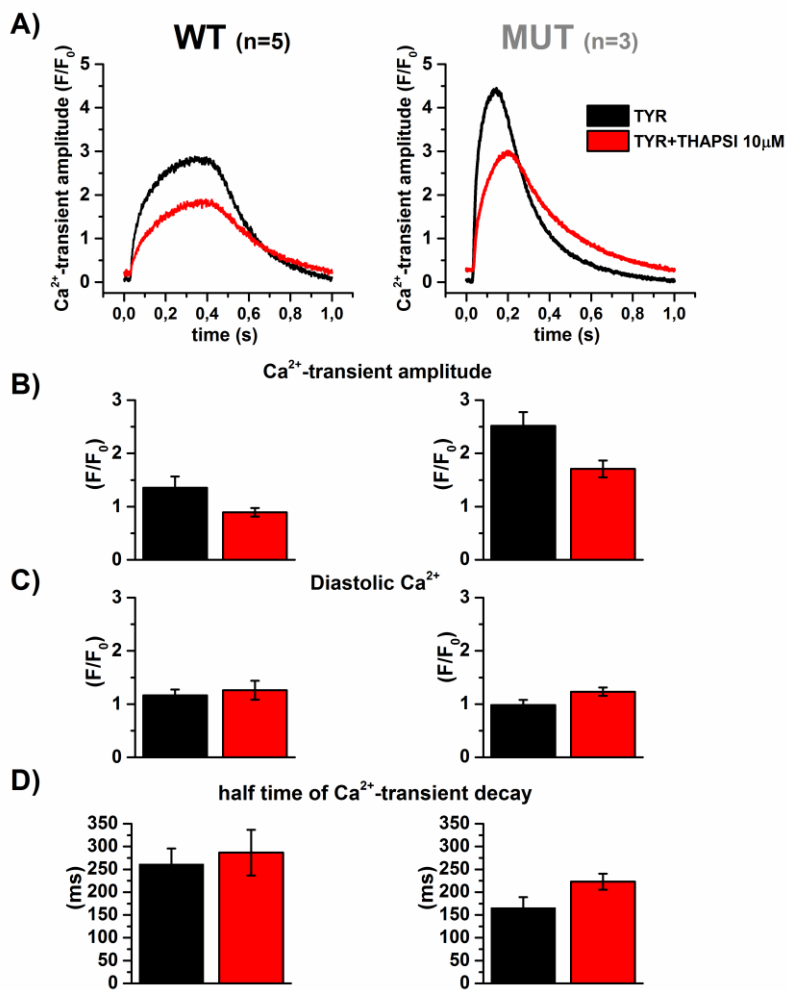 A)
WT (n=5)
MUT (n=3)
Ca²⁺-transient amplitude (F/F₀)
5
4
3
2
1
0
0,0 0,2 0,4 0,6 0,8 1,0
time (s)
Ca²⁺-transient amplitude (F/F₀)
5
4
3
2
1
0
0,0 0,2 0,4 0,6 0,8 1,0
time (s)
TYR
TYR+THAPSI 10µM
B)
Ca²⁺-transient amplitude
(F/F₀)
3
2
1
0
(F/F₀)
3
2
1
0
C)
Diastolic Ca²⁺
(F/F₀)
3
2
1
0
(F/F₀)
3
2
1
0
D)
half time of Ca²⁺-transient decay
(ms)
350
300
250
200
150
100
50
0
(ms)
350
300
250
200
150
100
50
0